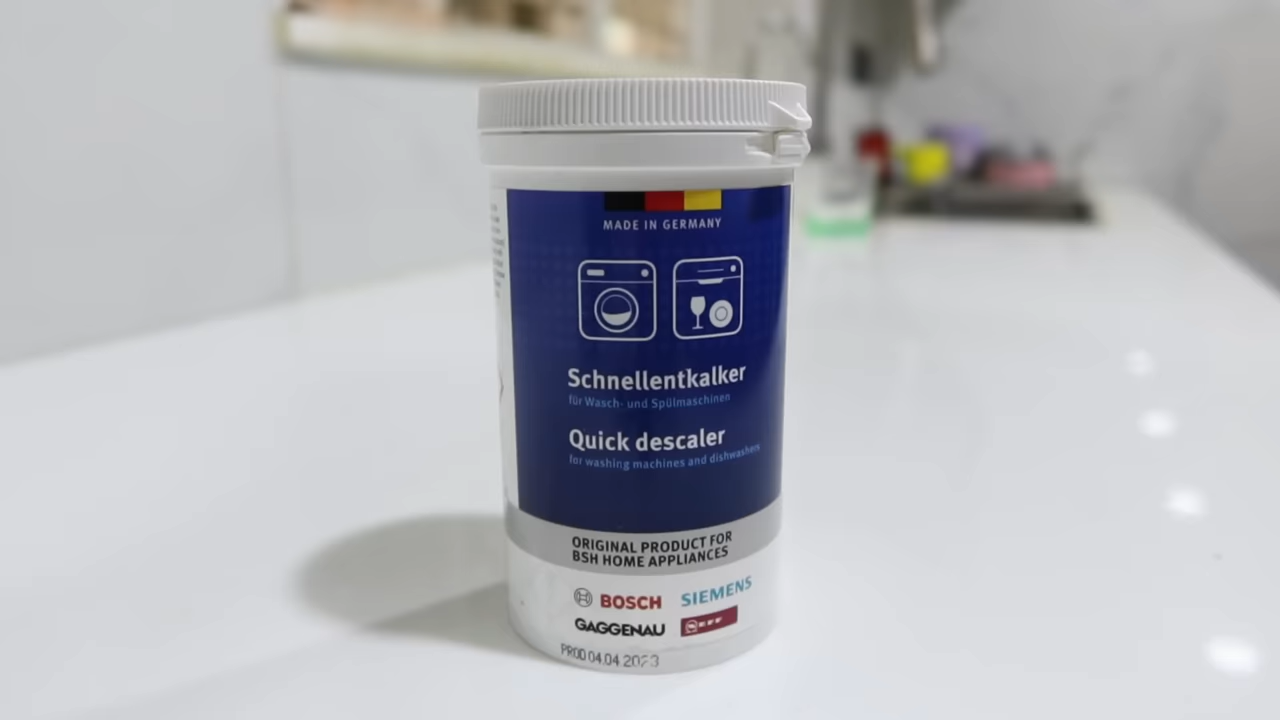 MADE IN GERMANY
Schnellentkalker
für Wasch- und Spülmaschinen
Quick descaler
for washing machines and dishwashers
ORIGINAL PRODUCT FOR
BSH HOME APPLIANCES
BOSCH SIEMENS
GAGGENAU NEFF
PROD 04.04 2023